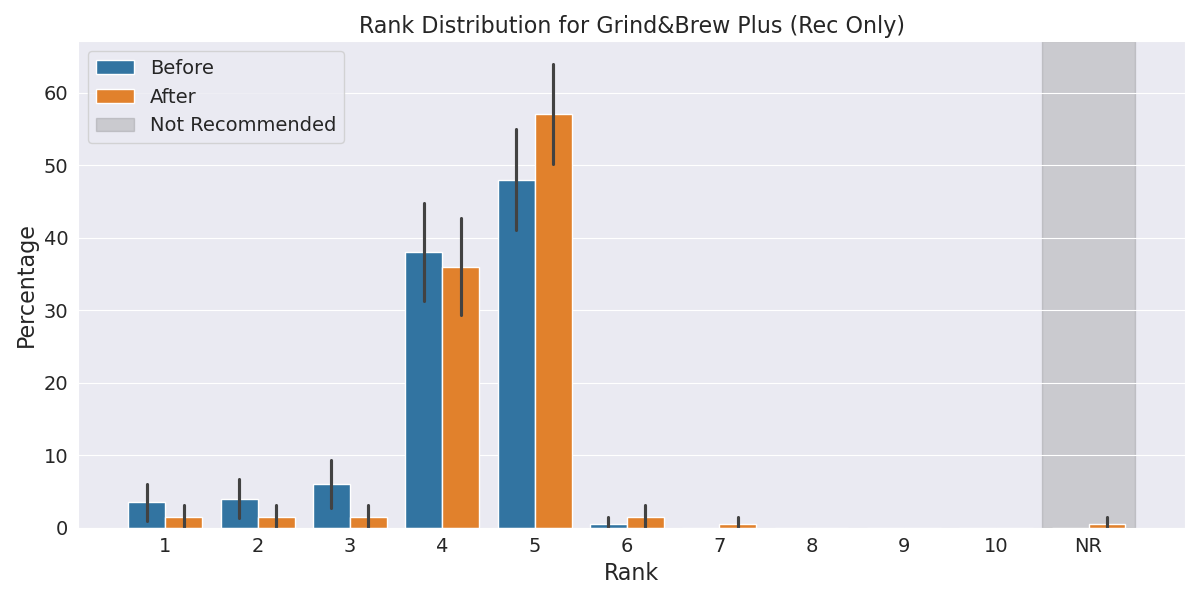 Rank Distribution for Grind&Brew Plus (Rec Only)
Before
After
Not Recommended
Percentage
60
50
40
30
20
10
0
1 2 3 4 5 6 7 8 9 10 NR
Rank